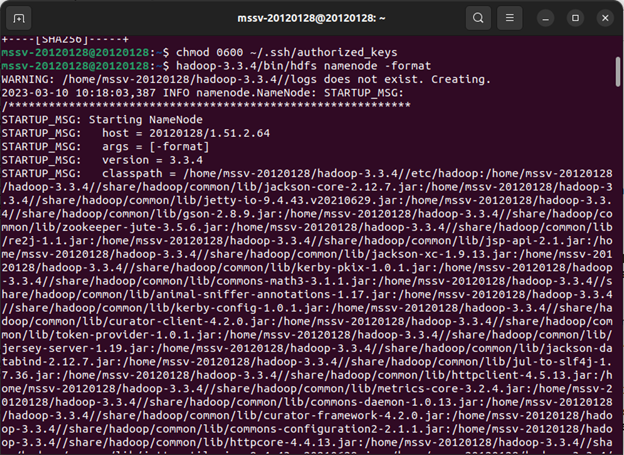 mssv-20120128@20120128: ~
+----[SHA256]-----+
mssv-20120128@20120128:~$ chmod 0600 ~/.ssh/authorized_keys
mssv-20120128@20120128:~$ hadoop-3.3.4/bin/hdfs namenode -format
WARNING: /home/mssv-20120128/hadoop-3.3.4//logs does not exist. Creating.
2023-03-10 10:18:03,387 INFO namenode.NameNode: STARTUP_MSG:
/************************************************************
STARTUP_MSG: Starting NameNode
STARTUP_MSG:   host = 20120128/1.51.2.64
STARTUP_MSG:   args = [-format]
STARTUP_MSG:   version = 3.3.4
STARTUP_MSG:   classpath = /home/mssv-20120128/hadoop-3.3.4//etc/hadoop:/home/mssv-20120128
/hadoop-3.3.4//share/hadoop/common/lib/jackson-core-2.12.7.jar:/home/mssv-20120128/hadoop-3
.3.4//share/hadoop/common/lib/jetty-io-9.4.43.v20210629.jar:/home/mssv-20120128/hadoop-3.3.
4//share/hadoop/common/lib/gson-2.8.9.jar:/home/mssv-20120128/hadoop-3.3.4//share/hadoop/co
mmon/lib/zookeeper-jute-3.5.6.jar:/home/mssv-20120128/hadoop-3.3.4//share/hadoop/common/lib
/re2j-1.1.jar:/home/mssv-20120128/hadoop-3.3.4//share/hadoop/common/lib/jsp-api-2.1.jar:/ho
me/mssv-20120128/hadoop-3.3.4//share/hadoop/common/lib/jackson-xc-1.9.13.jar:/home/mssv-201
20128/hadoop-3.3.4//share/hadoop/common/lib/kerby-pkix-1.0.1.jar:/home/mssv-20120128/hadoop
-3.3.4//share/hadoop/common/lib/commons-math3-3.1.1.jar:/home/mssv-20120128/hadoop-3.3.4//s
hare/hadoop/common/lib/animal-sniffer-annotations-1.17.jar:/home/mssv-20120128/hadoop-3.3.4
//share/hadoop/common/lib/kerby-config-1.0.1.jar:/home/mssv-20120128/hadoop-3.3.4//share/ha
doop/common/lib/curator-client-4.2.0.jar:/home/mssv-20120128/hadoop-3.3.4//share/hadoop/com
mon/lib/token-provider-1.0.1.jar:/home/mssv-20120128/hadoop-3.3.4//share/hadoop/common/lib/
jersey-server-1.19.jar:/home/mssv-20120128/hadoop-3.3.4//share/hadoop/common/lib/jackson-da
tabind-2.12.7.jar:/home/mssv-20120128/hadoop-3.3.4//share/hadoop/common/lib/jul-to-slf4j-1.
7.36.jar:/home/mssv-20120128/hadoop-3.3.4//share/hadoop/common/lib/httpclient-4.5.13.jar:/h
ome/mssv-20120128/hadoop-3.3.4//share/hadoop/common/lib/metrics-core-3.2.4.jar:/home/mssv-2
0120128/hadoop-3.3.4//share/hadoop/common/lib/commons-daemon-1.0.13.jar:/home/mssv-20120128
/hadoop-3.3.4//share/hadoop/common/lib/curator-framework-4.2.0.jar:/home/mssv-20120128/hado
op-3.3.4//share/hadoop/common/lib/commons-configuration2-2.1.1.jar:/home/mssv-20120128/hado
op-3.3.4//share/hadoop/common/lib/httpcore-4.4.13.jar:/home/mssv-20120128/hadoop-3.3.4//sha